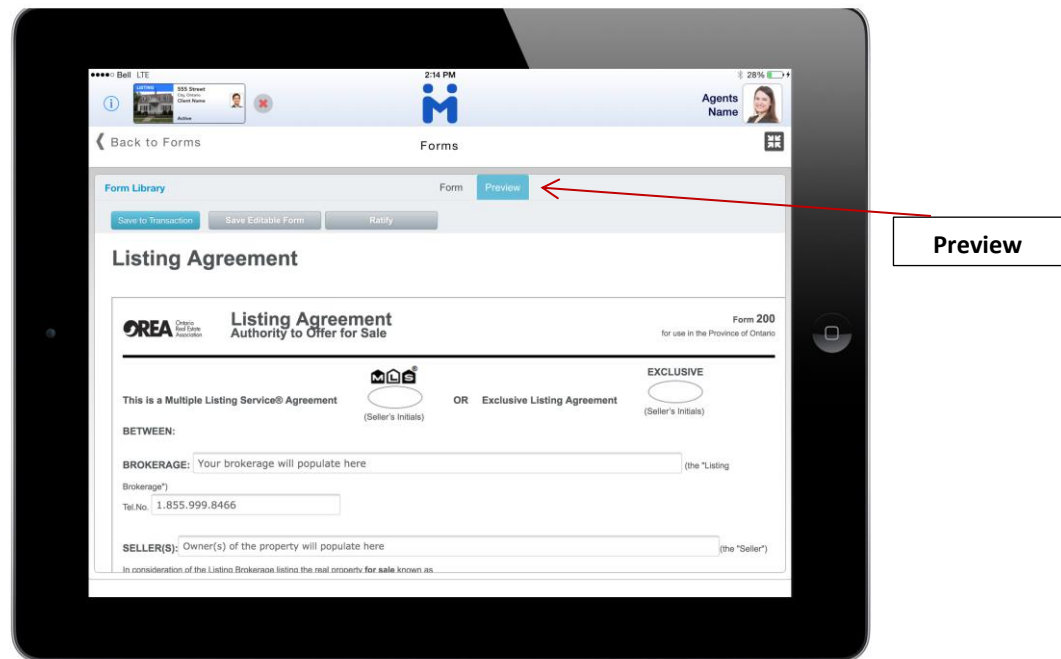 Bell LTE 2:14 PM 28%
LISTING 555 Street
City, Ontario
Client Name
Active
Agents
Name
Back to Forms
Forms
Form Library Form Preview
Save to Transaction Save Editable Form Ratify
Preview
Listing Agreement
OREA Ontario
Real Estate
Association
Listing Agreement
Authority to Offer for Sale
Form 200
for use in the Province of Ontario
MLS® EXCLUSIVE
This is a Multiple Listing Service® Agreement OR Exclusive Listing Agreement
(Seller's Initials) (Seller's Initials)
BETWEEN:
BROKERAGE: Your brokerage will populate here (the "Listing
Brokerage")
Tel.No. 1.855.999.8466
SELLER(S): Owner(s) of the property will populate here (the "Seller")
In consideration of the Listing Brokerage listing the real property for sale known as